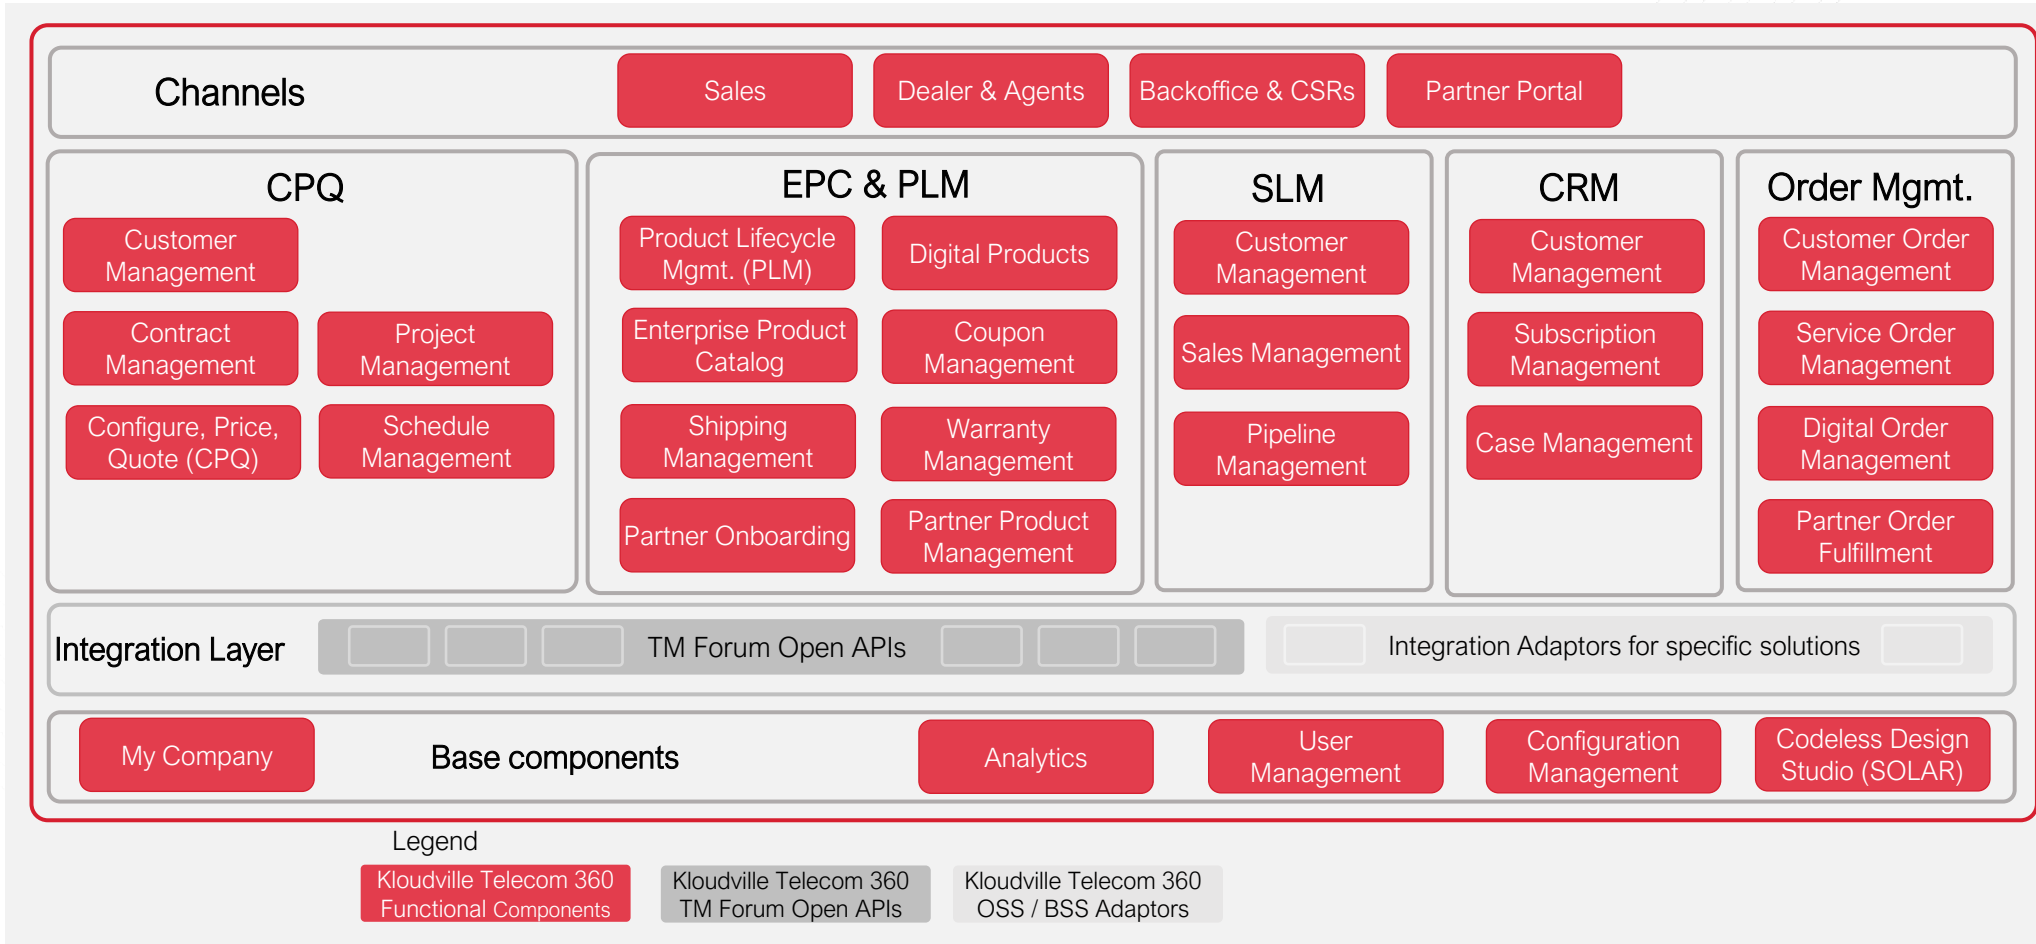 Channels
Sales
Dealer & Agents
Backoffice & CSRs
Partner Portal
CPQ
Customer
Management
Contract
Management
Project
Management
Configure, Price,
Quote (CPQ)
Schedule
Management
EPC & PLM
Product Lifecycle
Mgmt. (PLM)
Digital Products
Enterprise Product
Catalog
Coupon
Management
Shipping
Management
Warranty
Management
Partner Onboarding
Partner Product
Management
SLM
Customer
Management
Sales Management
Pipeline
Management
CRM
Customer
Management
Subscription
Management
Case Management
Order Mgmt.
Customer Order
Management
Service Order
Management
Digital Order
Management
Partner Order
Fulfillment
Integration Layer
TM Forum Open APIs
Integration Adaptors for specific solutions
My Company
Base components
Analytics
User
Management
Configuration
Management
Codeless Design
Studio (SOLAR)
Legend
Kloudville Telecom 360
Functional Components
Kloudville Telecom 360
TM Forum Open APIs
Kloudville Telecom 360
OSS / BSS Adaptors